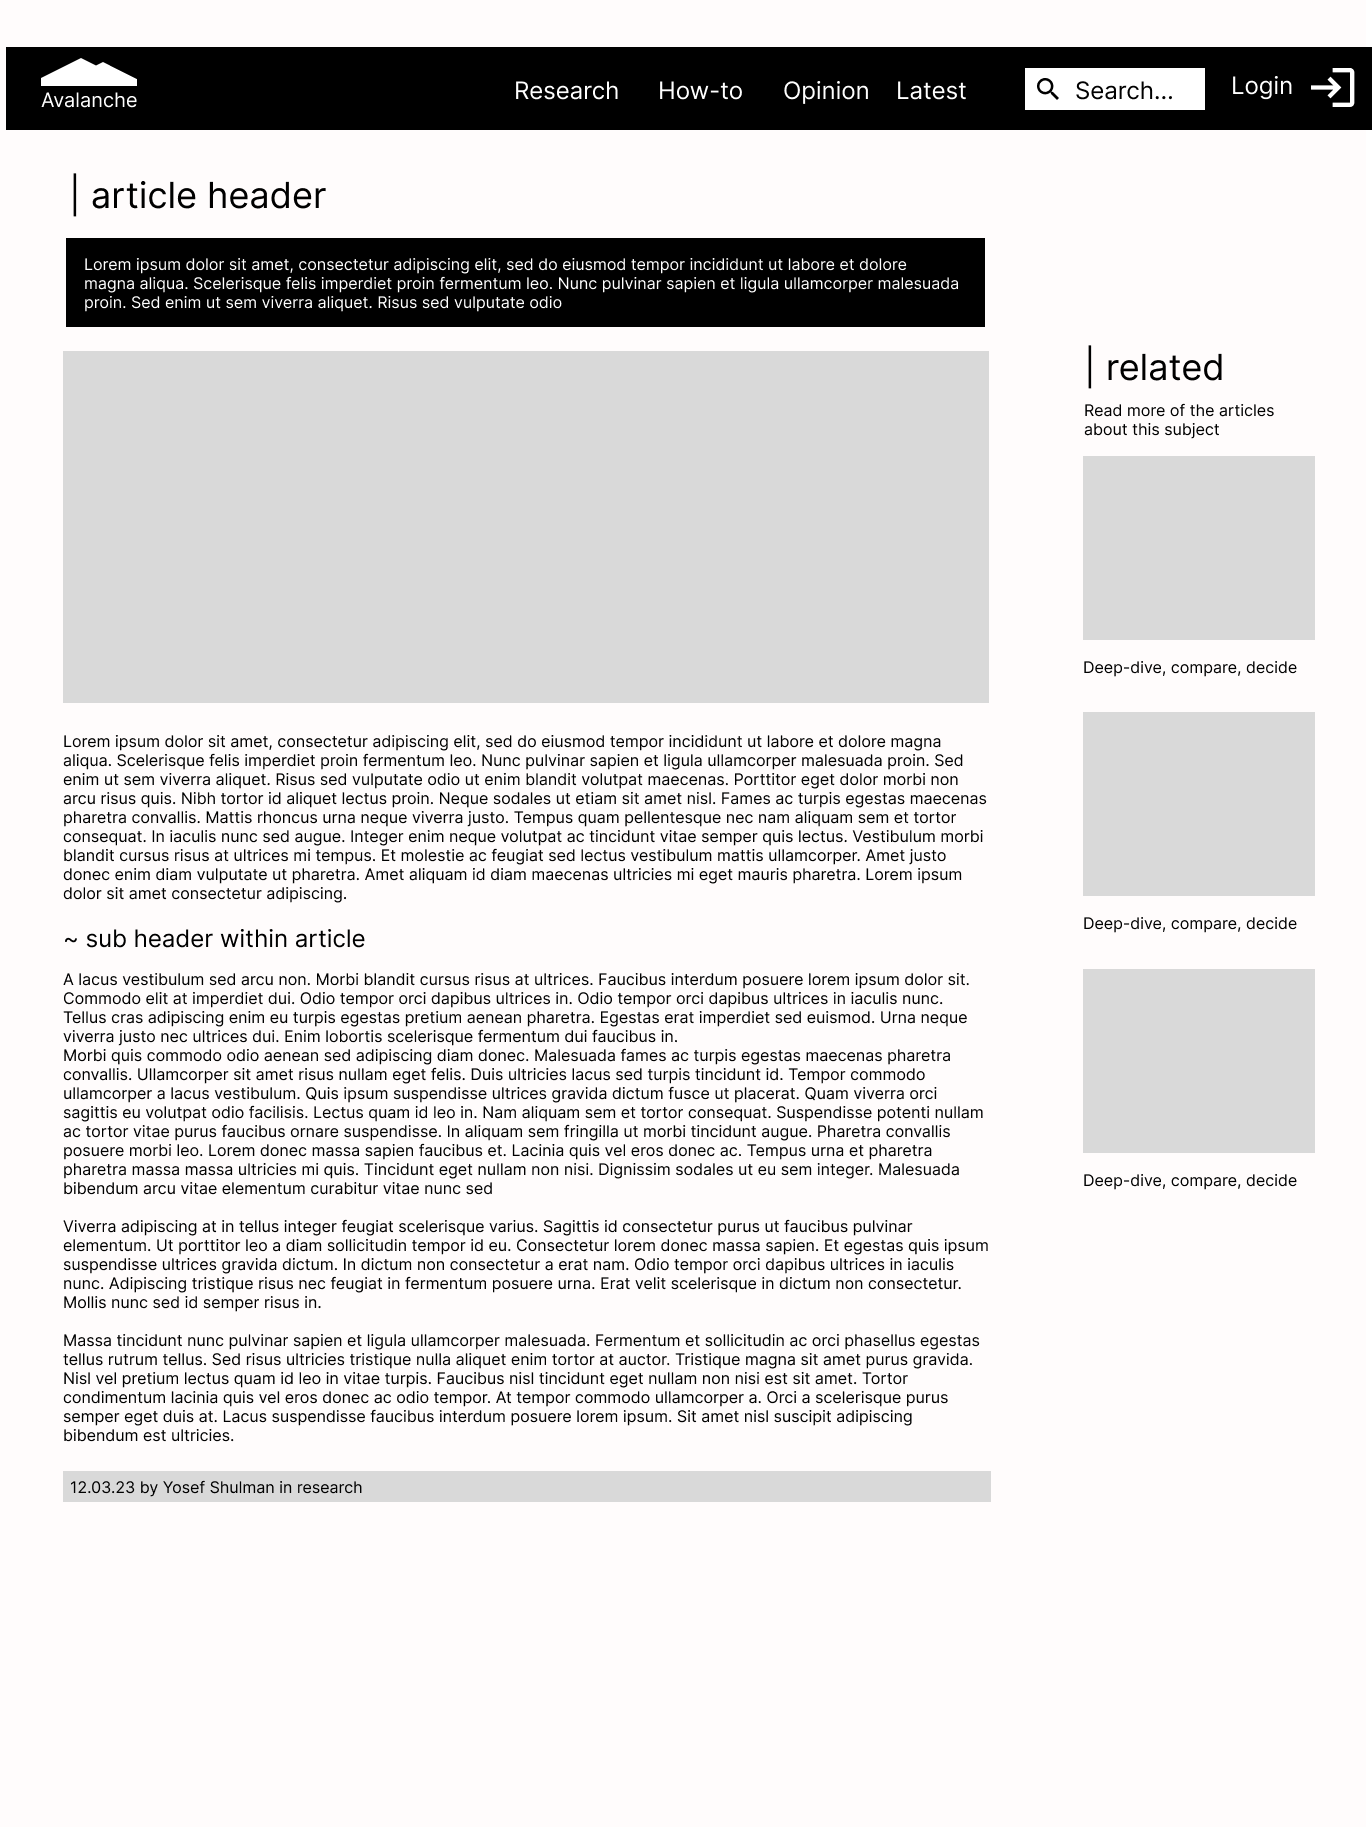 Avalanche
Research How-to Opinion Latest Search... Login
| article header
Lorem ipsum dolor sit amet, consectetur adipiscing elit, sed do eiusmod tempor incididunt ut labore et dolore
magna aliqua. Scelerisque felis imperdiet proin fermentum leo. Nunc pulvinar sapien et ligula ullamcorper malesuada
proin. Sed enim ut sem viverra aliquet. Risus sed vulputate odio
Lorem ipsum dolor sit amet, consectetur adipiscing elit, sed do eiusmod tempor incididunt ut labore et dolore magna
aliqua. Scelerisque felis imperdiet proin fermentum leo. Nunc pulvinar sapien et ligula ullamcorper malesuada proin. Sed
enim ut sem viverra aliquet. Risus sed vulputate odio ut enim blandit volutpat maecenas. Porttitor eget dolor morbi non
arcu risus quis. Nibh tortor id aliquet lectus proin. Neque sodales ut etiam sit amet nisl. Fames ac turpis egestas maecenas
pharetra convallis. Mattis rhoncus urna neque viverra justo. Tempus quam pellentesque nec nam aliquam sem et tortor
consequat. In iaculis nunc sed augue. Integer enim neque volutpat ac tincidunt vitae semper quis lectus. Vestibulum morbi
blandit cursus risus at ultrices mi tempus. Et molestie ac feugiat sed lectus vestibulum mattis ullamcorper. Amet justo
donec enim diam vulputate ut pharetra. Amet aliquam id diam maecenas ultricies mi eget mauris pharetra. Lorem ipsum
dolor sit amet consectetur adipiscing.
~ sub header within article
A lacus vestibulum sed arcu non. Morbi blandit cursus risus at ultrices. Faucibus interdum posuere lorem ipsum dolor sit.
Commodo elit at imperdiet dui. Odio tempor orci dapibus ultrices in. Odio tempor orci dapibus ultrices in iaculis nunc.
Tellus cras adipiscing enim eu turpis egestas pretium aenean pharetra. Egestas erat imperdiet sed euismod. Urna neque
viverra justo nec ultrices dui. Enim lobortis scelerisque fermentum dui faucibus in.
Morbi quis commodo odio aenean sed adipiscing diam donec. Malesuada fames ac turpis egestas maecenas pharetra
convallis. Ullamcorper sit amet risus nullam eget felis. Duis ultricies lacus sed turpis tincidunt id. Tempor commodo
ullamcorper a lacus vestibulum. Quis ipsum suspendisse ultrices gravida dictum fusce ut placerat. Quam viverra orci
sagittis eu volutpat odio facilisis. Lectus quam id leo in. Nam aliquam sem et tortor consequat. Suspendisse potenti nullam
ac tortor vitae purus faucibus ornare suspendisse. In aliquam sem fringilla ut morbi tincidunt augue. Pharetra convallis
posuere morbi leo. Lorem donec massa sapien faucibus et. Lacinia quis vel eros donec ac. Tempus urna et pharetra
pharetra massa massa ultricies mi quis. Tincidunt eget nullam non nisi. Dignissim sodales ut eu sem integer. Malesuada
bibendum arcu vitae elementum curabitur vitae nunc sed
Viverra adipiscing at in tellus integer feugiat scelerisque varius. Sagittis id consectetur purus ut faucibus pulvinar
elementum. Ut porttitor leo a diam sollicitudin tempor id eu. Consectetur lorem donec massa sapien. Et egestas quis ipsum
suspendisse ultrices gravida dictum. In dictum non consectetur a erat nam. Odio tempor orci dapibus ultrices in iaculis
nunc. Adipiscing tristique risus nec feugiat in fermentum posuere urna. Erat velit scelerisque in dictum non consectetur.
Mollis nunc sed id semper risus in.
Massa tincidunt nunc pulvinar sapien et ligula ullamcorper malesuada. Fermentum et sollicitudin ac orci phasellus egestas
tellus rutrum tellus. Sed risus ultricies tristique nulla aliquet enim tortor at auctor. Tristique magna sit amet purus gravida.
Nisl vel pretium lectus quam id leo in vitae turpis. Faucibus nisl tincidunt eget nullam non nisi est sit amet. Tortor
condimentum lacinia quis vel eros donec ac odio tempor. At tempor commodo ullamcorper a. Orci a scelerisque purus
semper eget duis at. Lacus suspendisse faucibus interdum posuere lorem ipsum. Sit amet nisl suscipit adipiscing
bibendum est ultricies.
12.03.23 by Yosef Shulman in research
| related
Read more of the articles
about this subject
Deep-dive, compare, decide
Deep-dive, compare, decide
Deep-dive, compare, decide